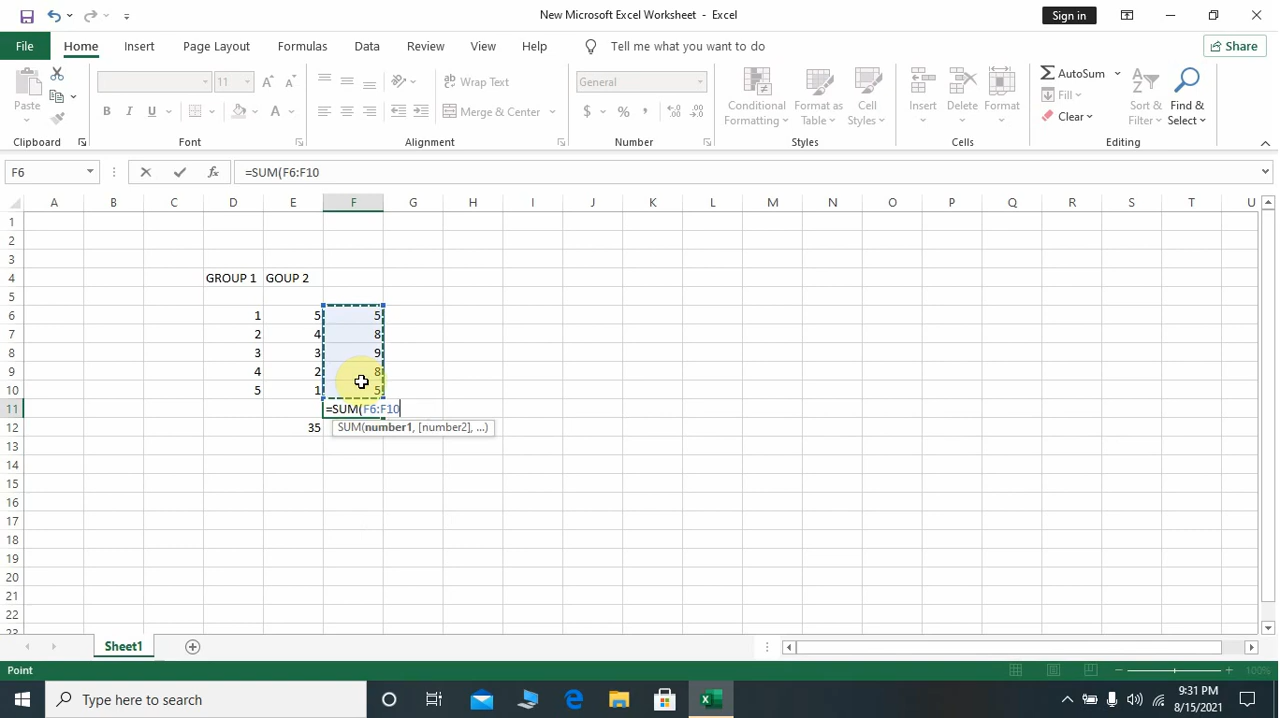 New Microsoft Excel Worksheet - Excel
Sign in
File Home Insert Page Layout Formulas Data Review View Help Tell me what you want to do Share
Paste
11
General
Wrap Text
Merge & Center
B I U
A
$ % ,
Conditional Formatting
Format as Table
Cell Styles
Insert
Delete
Format
AutoSum
Fill
Clear
Sort & Filter
Find & Select
Clipboard Font Alignment Number Styles Cells Editing
F6 fx =SUM(F6:F10
A B C D E F G H I J K L M N O P Q R S T U
1
2
3
4 GROUP 1 GOUP 2
5
6 1 5 5
7 2 4 8
8 3 3 9
9 4 2 8
10 5 1 5
11 =SUM(F6:F10
12 35 SUM(number1, [number2], ...)
13
14
15
16
17
18
19
20
21
22
23
Sheet1
Point 100%
Type here to search
9:31 PM
8/15/2021